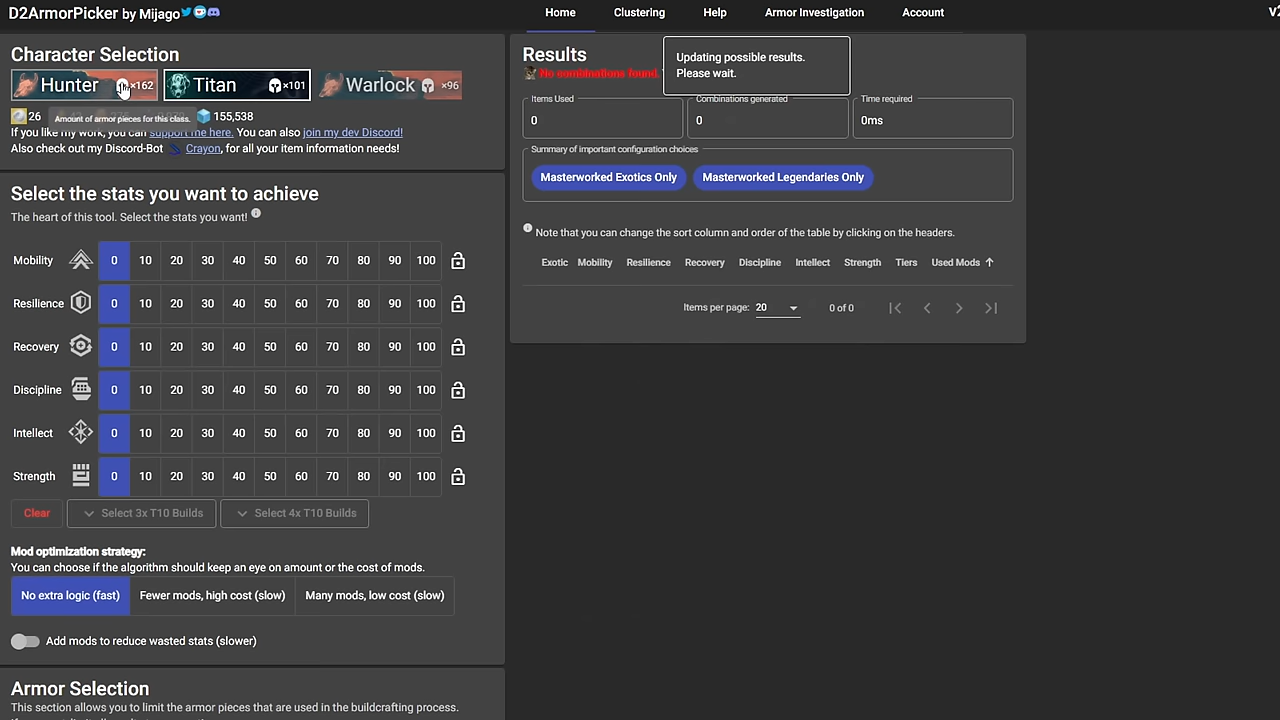 D2ArmorPicker by Mijago
Home
Clustering
Help
Armor Investigation
Account
Character Selection
Hunter ×162
Titan ×101
Warlock ×96
26
155,538
Amount of armor pieces for this class.
If you like my work, you can support me here. You can also join my dev Discord!
Also check out my Discord-Bot Crayon, for all your item information needs!
Select the stats you want to achieve
The heart of this tool. Select the stats you want!
Mobility 0 10 20 30 40 50 60 70 80 90 100
Resilience 0 10 20 30 40 50 60 70 80 90 100
Recovery 0 10 20 30 40 50 60 70 80 90 100
Discipline 0 10 20 30 40 50 60 70 80 90 100
Intellect 0 10 20 30 40 50 60 70 80 90 100
Strength 0 10 20 30 40 50 60 70 80 90 100
Clear
Select 3x T10 Builds
Select 4x T10 Builds
Mod optimization strategy:
You can choose if the algorithm should keep an eye on amount or the cost of mods.
No extra logic (fast)
Fewer mods, high cost (slow)
Many mods, low cost (slow)
Add mods to reduce wasted stats (slower)
Armor Selection
This section allows you to limit the armor pieces that are used in the buildcrafting process.
Results
No combinations found.
Updating possible results.
Please wait.
Items Used
0
Combinations generated
0
Time required
0ms
Summary of important configuration choices
Masterworked Exotics Only
Masterworked Legendaries Only
Note that you can change the sort column and order of the table by clicking on the headers.
Exotic Mobility Resilience Recovery Discipline Intellect Strength Tiers Used Mods
Items per page: 20
0 of 0